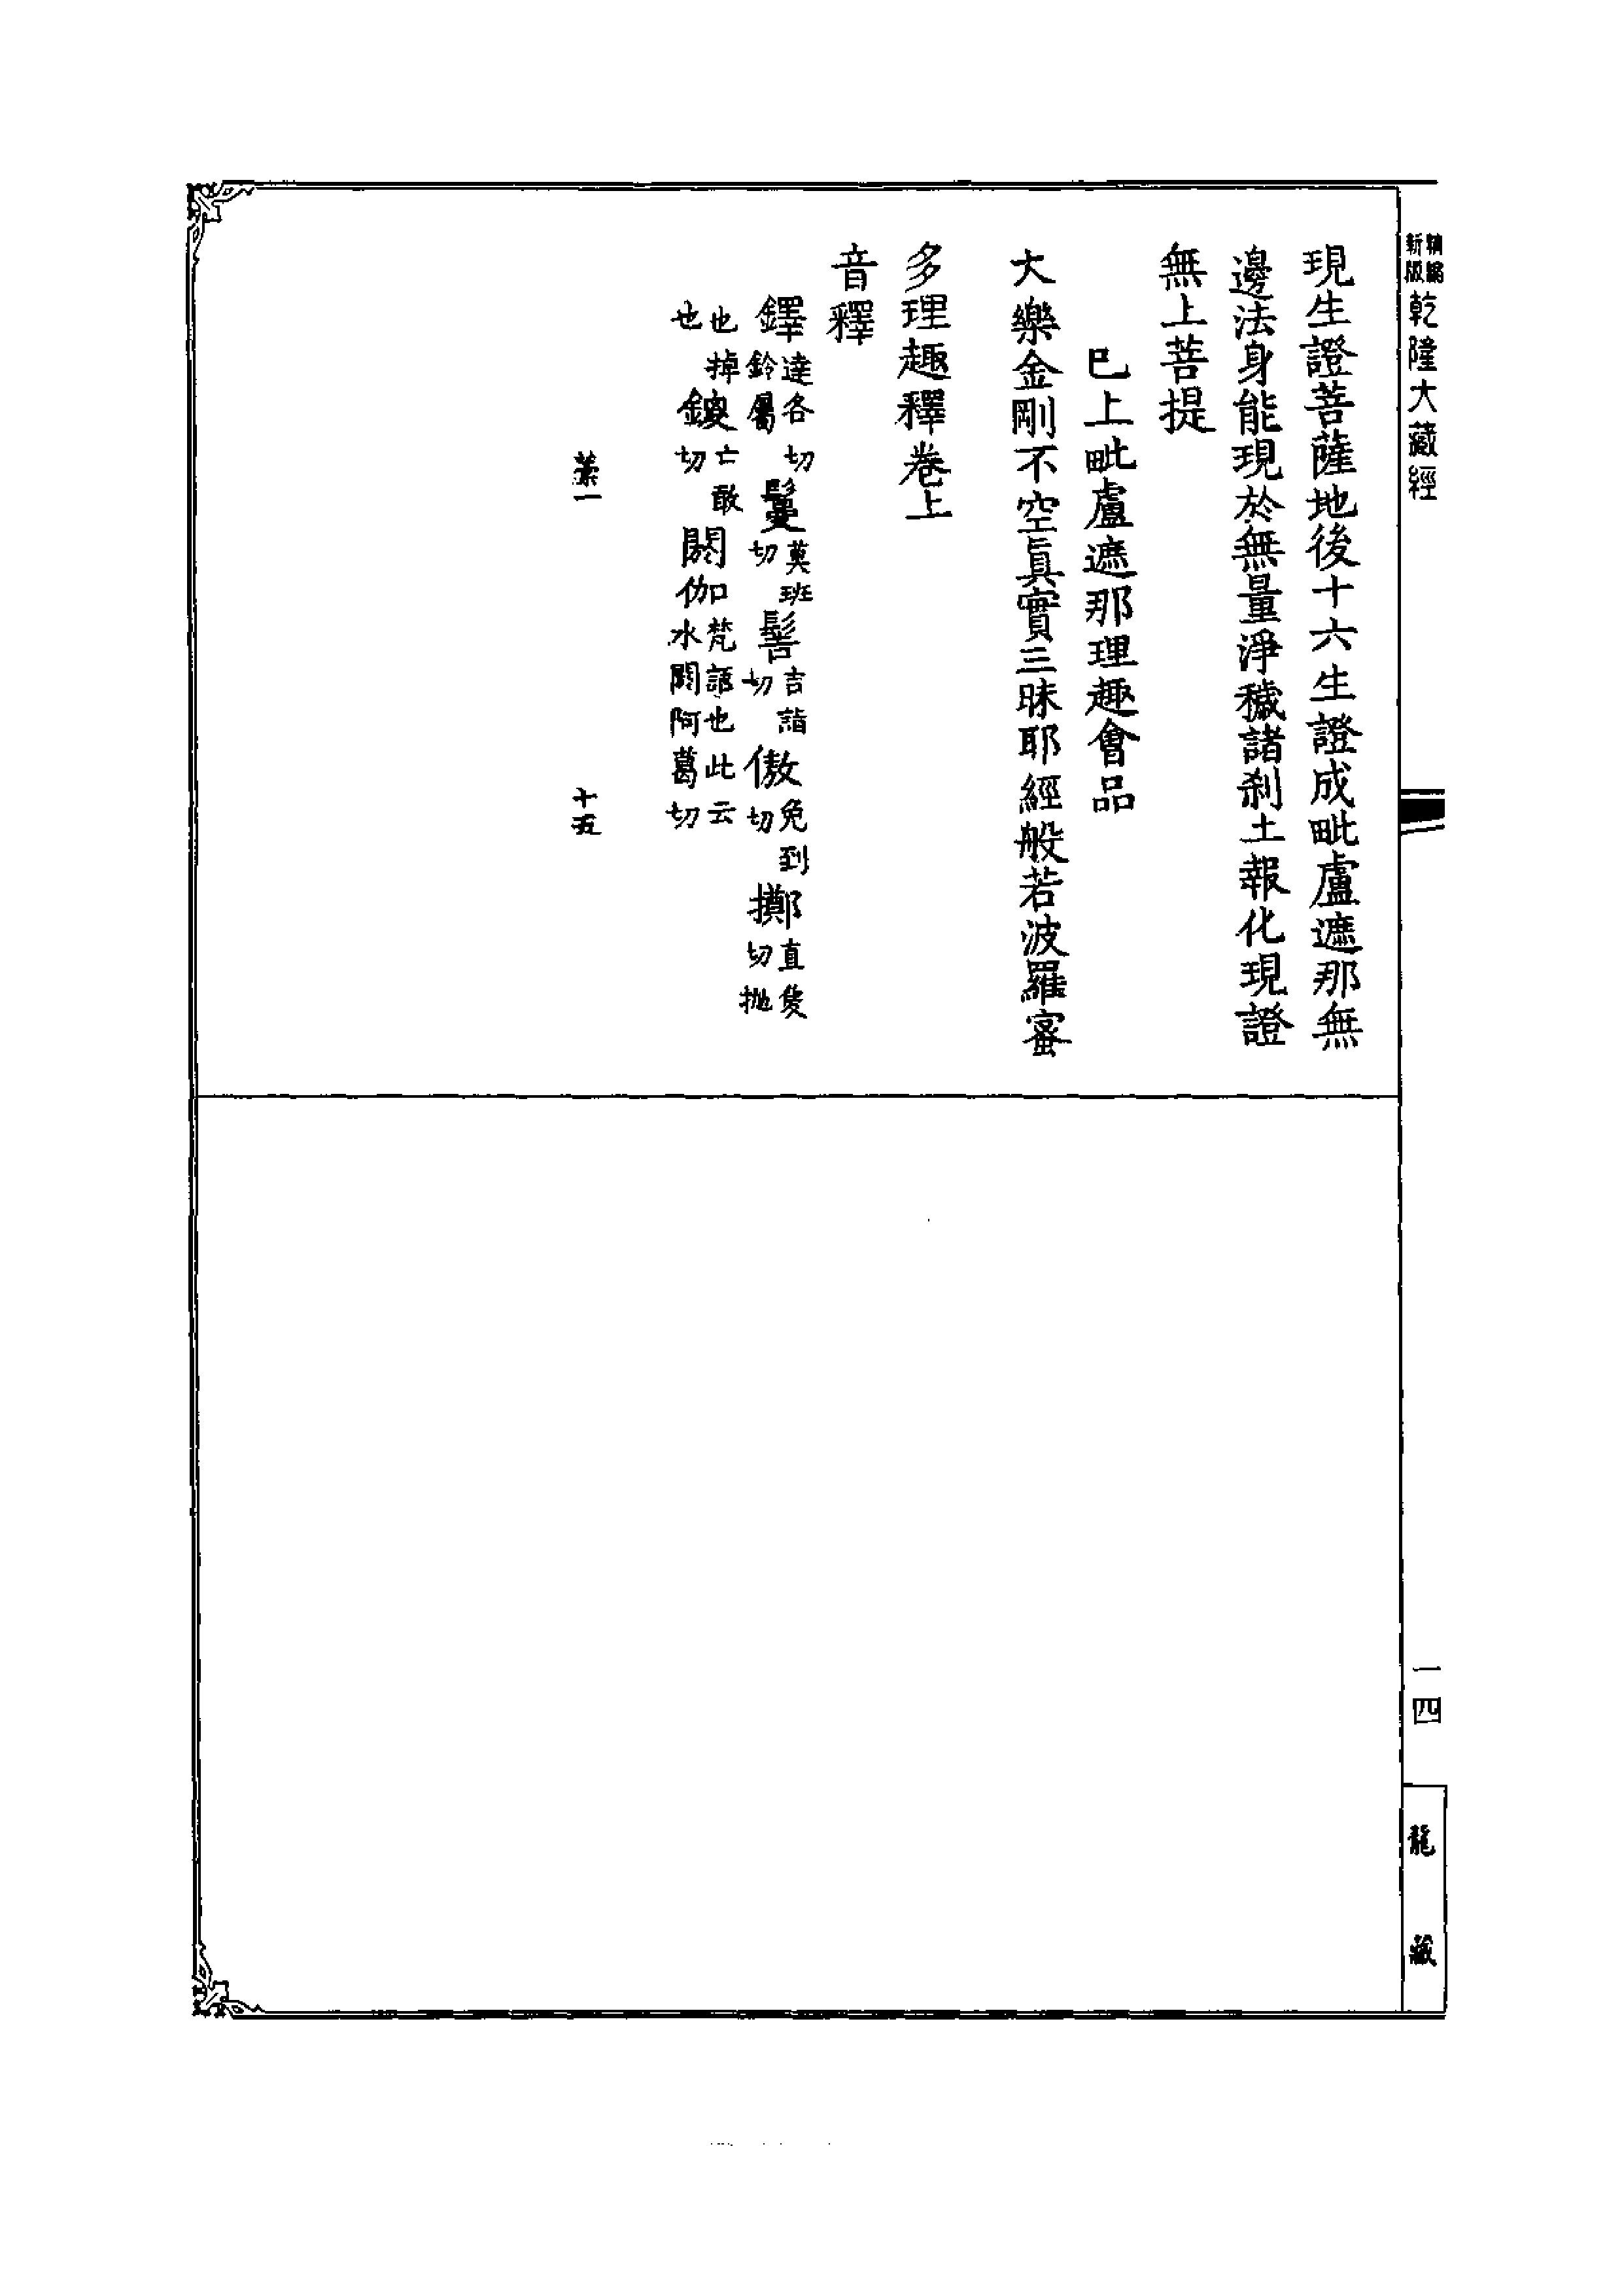 新編
新版
乾隆大藏經
現生證菩薩地後十六生證成毗盧遮那無
邊法身能現於無量淨穢諸剎土報化現證
無上菩提
巳上毗盧遮那理趣會品
大樂金剛不空真實三昧耶經般若波羅蜜
多理趣釋卷上
音釋
鐸達各切鈴屬鬘莫班切髻吉詣切傲魚到切擲直隻切拋
也掉也鋄亡敢切閼伽梵語也此云水閼阿葛切
十五
一四
龍藏